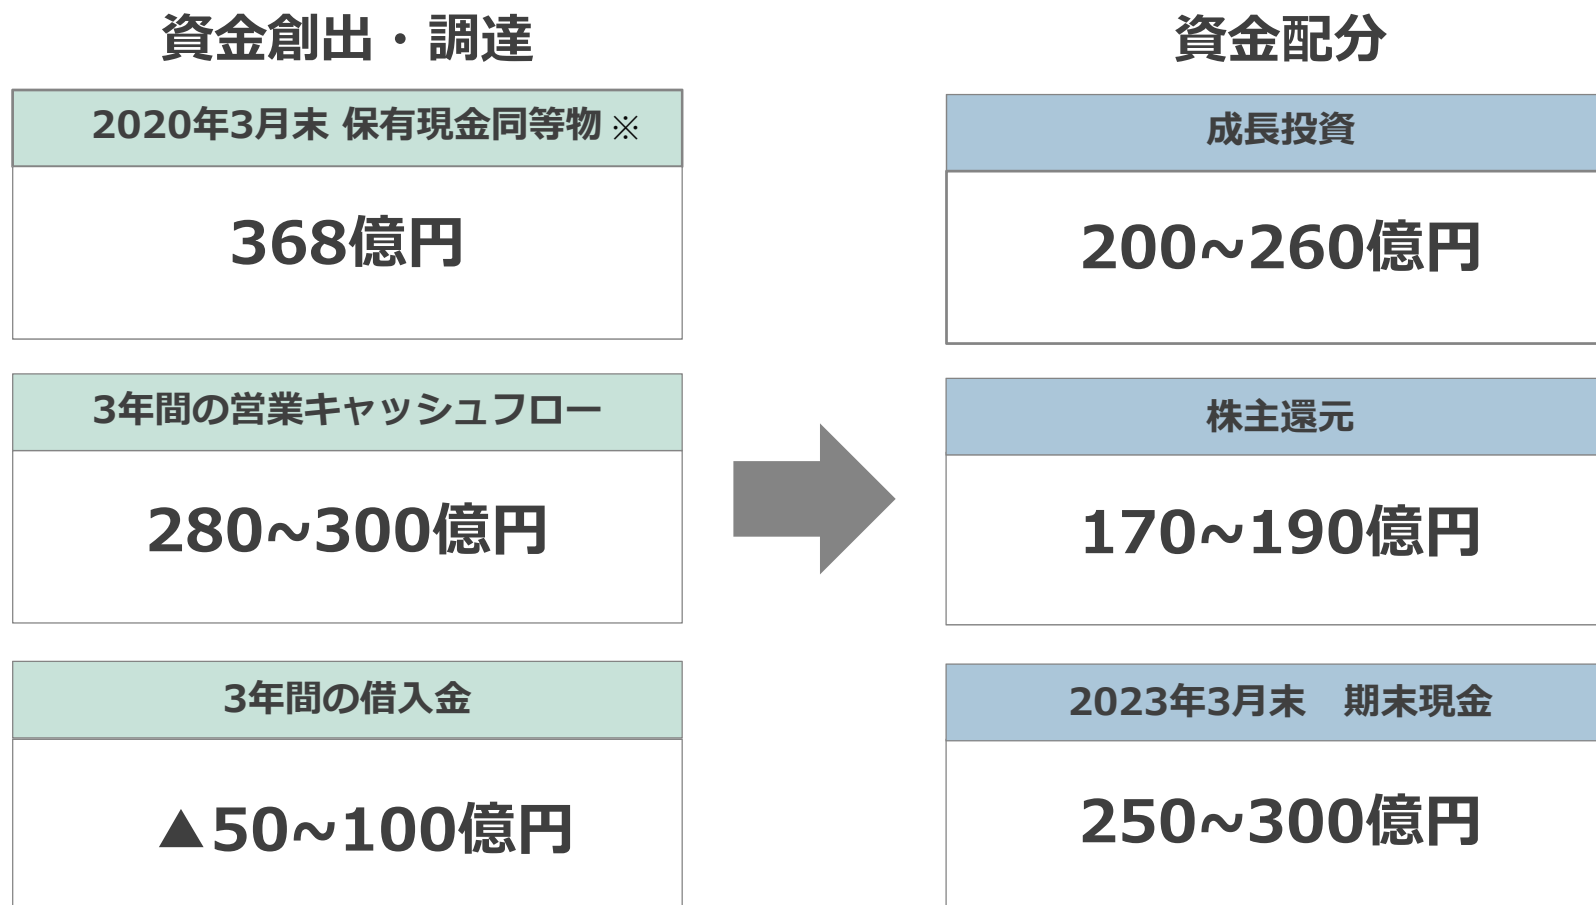 資金創出・調達
2020年3月末 保有現金同等物 ※
368億円
3年間の営業キャッシュフロー
280~300億円
3年間の借入金
▲50~100億円
資金配分
成長投資
200~260億円
株主還元
170~190億円
2023年3月末　期末現金
250~300億円